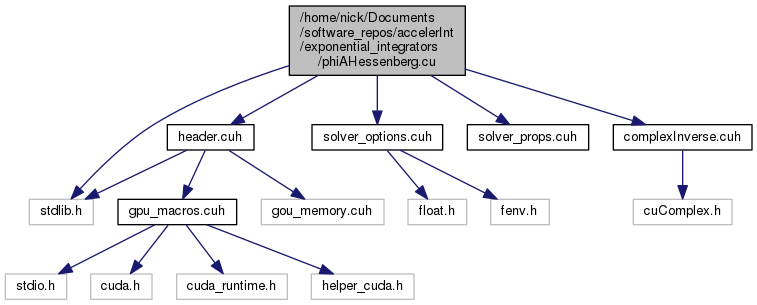 /home/nick/Documents
/software_repos/accelerInt
/exponential_integrators
/phiAHessenberg.cu
header.cuh
solver_options.cuh
solver_props.cuh
complexInverse.cuh
stdlib.h
gpu_macros.cuh
gou_memory.cuh
float.h
fenv.h
cuComplex.h
stdio.h
cuda.h
cuda_runtime.h
helper_cuda.h